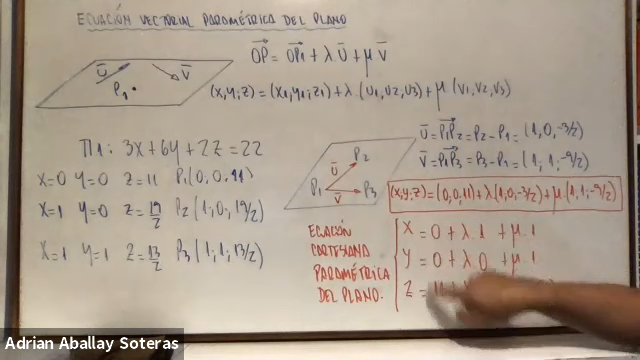 ECUACIÓN VECTORIAL PARAMÉTRICA DEL PLANO
OP = OP1 + λ U + μ V
U
V
P1
(x,y,z) = (x1,y1,z1) + λ (U1,U2,U3) + μ (V1,V2,V3)
π1: 3X + 6Y + 2Z = 22
X=0 Y=0 Z=11 P1(0,0,11)
X=1 Y=0 Z=19/2 P2(1;0;19/2)
X=1 Y=1 Z=13/2 P3(1;1;13/2)
P2
U
P1
V
P3
U = P1P2 = P2-P1 = (1,0,-3/2)
V = P1P3 = P3-P1 = (1,1,-9/2)
(x,y,z) = (0,0,11) + λ(1,0,-3/2) + μ.(1,1,-9/2)
ECUACIÓN
CARTESIANA
PARAMÉTRICA
DEL PLANO.
X = 0 + λ.1 + μ.1
Y = 0 + λ.0 + μ.1
Z =
Adrian Aballay Soteras